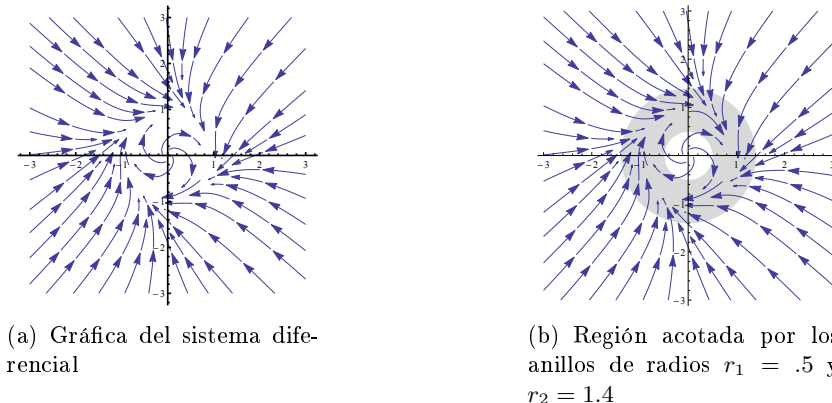 3
2
1
-3 -2 -1 1 2 3
-1
-2
-3
3
2
1
-3 -2 -1 1 2 3
-1
-2
-3
(a) Gráfica del sistema dife-
rencial
(b) Región acotada por los
anillos de radios r₁ = .5 y
r₂ = 1.4